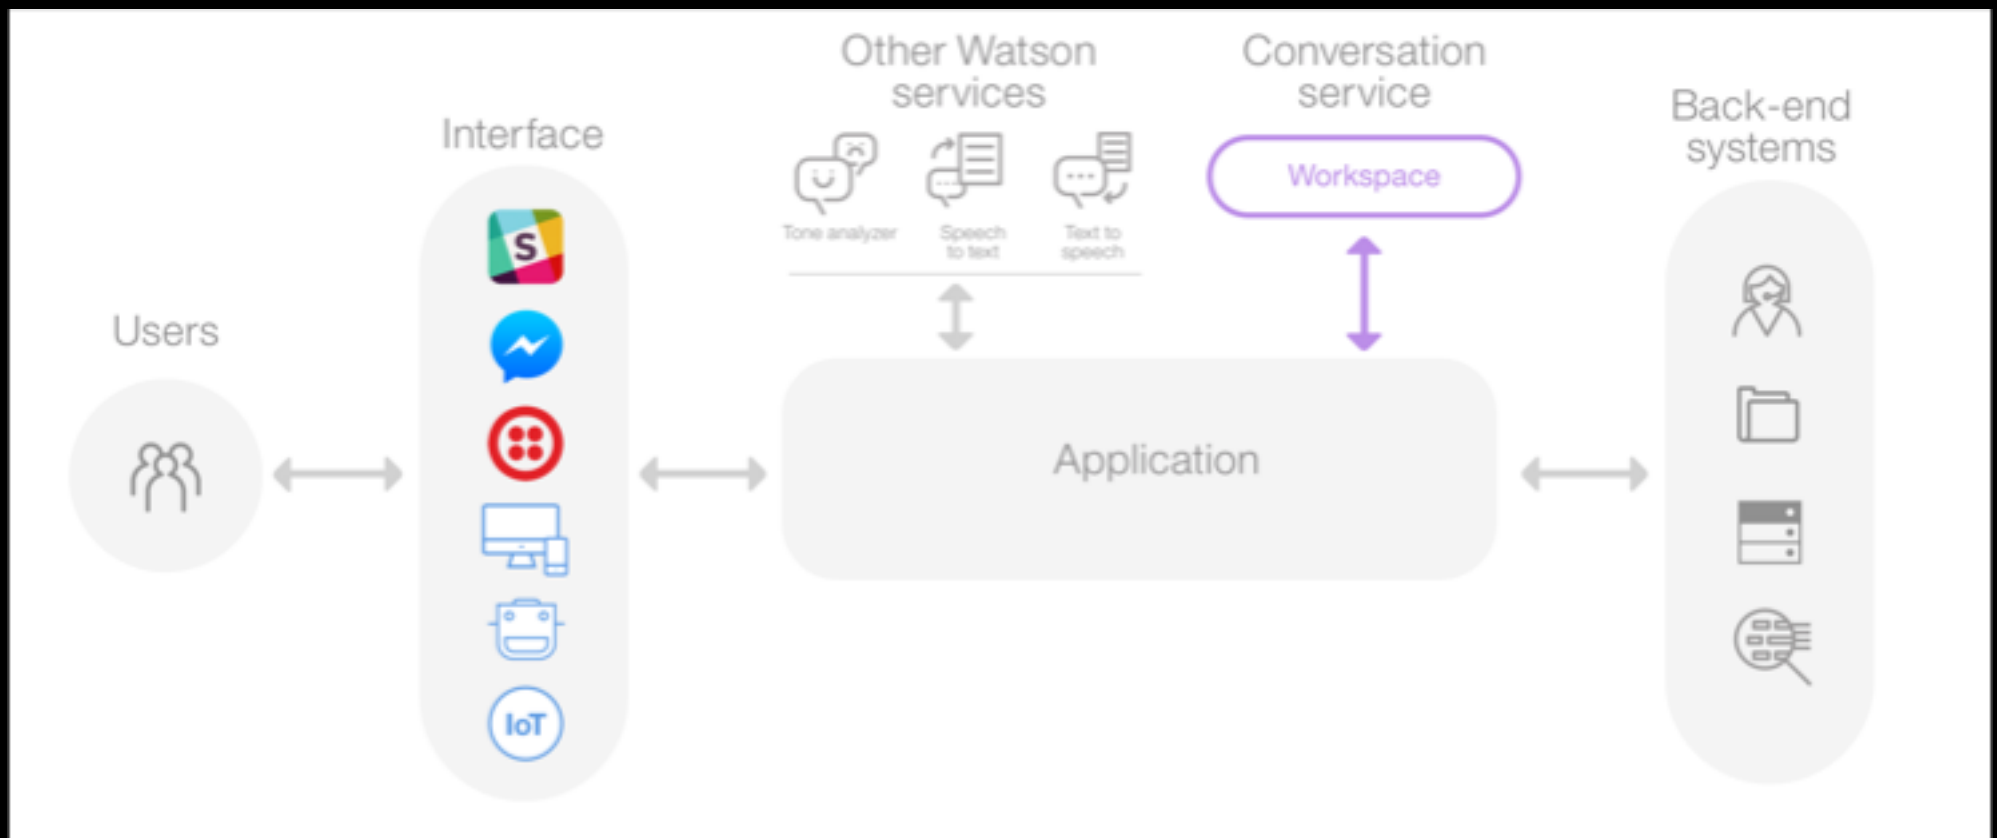 Users
Interface
S
IoT
Other Watson
services
Tone analyzer
Speech
to text
Text to
speech
Conversation
service
Workspace
Application
Back-end
systems